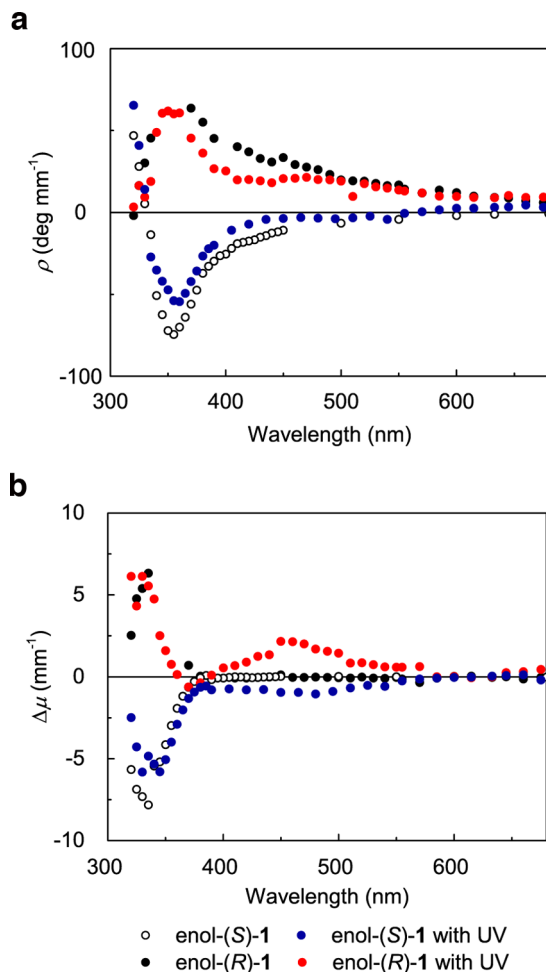 a
100
0
-100
ρ (deg mm⁻¹)
300 400 500 600
Wavelength (nm)
b
10
5
0
-5
-10
Δμ (mm⁻¹)
300 400 500 600
Wavelength (nm)
enol-(S)-1 enol-(S)-1 with UV
enol-(R)-1 enol-(R)-1 with UV